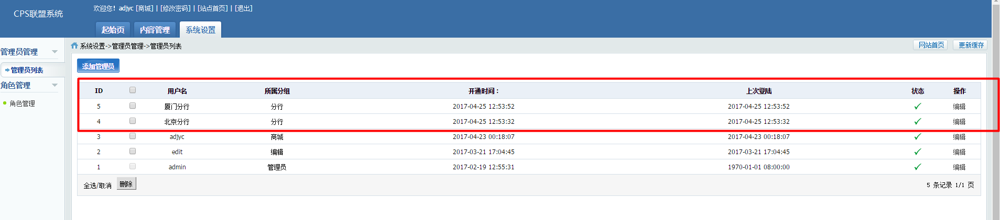 CPS联盟系统
欢迎您！adjyc [商城] | [修改密码] | [站点首页] | [退出]
起始页 内容管理 系统设置
管理员管理
管理员列表
角色管理
角色管理
系统设置->管理员管理->管理员列表
网站首页 更新缓存
添加管理员
ID 用户名 所属分组 开通时间： 上次登陆 状态 操作
5 厦门分行 分行 2017-04-25 12:53:52 2017-04-25 12:53:52 编辑
4 北京分行 分行 2017-04-25 12:53:32 2017-04-25 12:53:32 编辑
3 adjyc 商城 2017-04-23 00:18:07 2017-04-23 00:18:07 编辑
2 edit 编辑 2017-03-21 17:04:45 2017-03-21 17:04:45 编辑
1 admin 管理员 2017-02-19 12:55:31 1970-01-01 08:00:00 编辑
全选/取消 删除 5 条记录 1/1 页